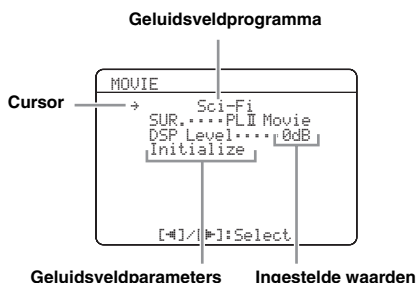 Geluidsveldprogramma
MOVIE
Cursor → Sci-Fi
SUR.····PLⅡ Movie
DSP Level····0dB
Initialize
[◄]/[►]:Select
Geluidsveldparameters Ingestelde waarden